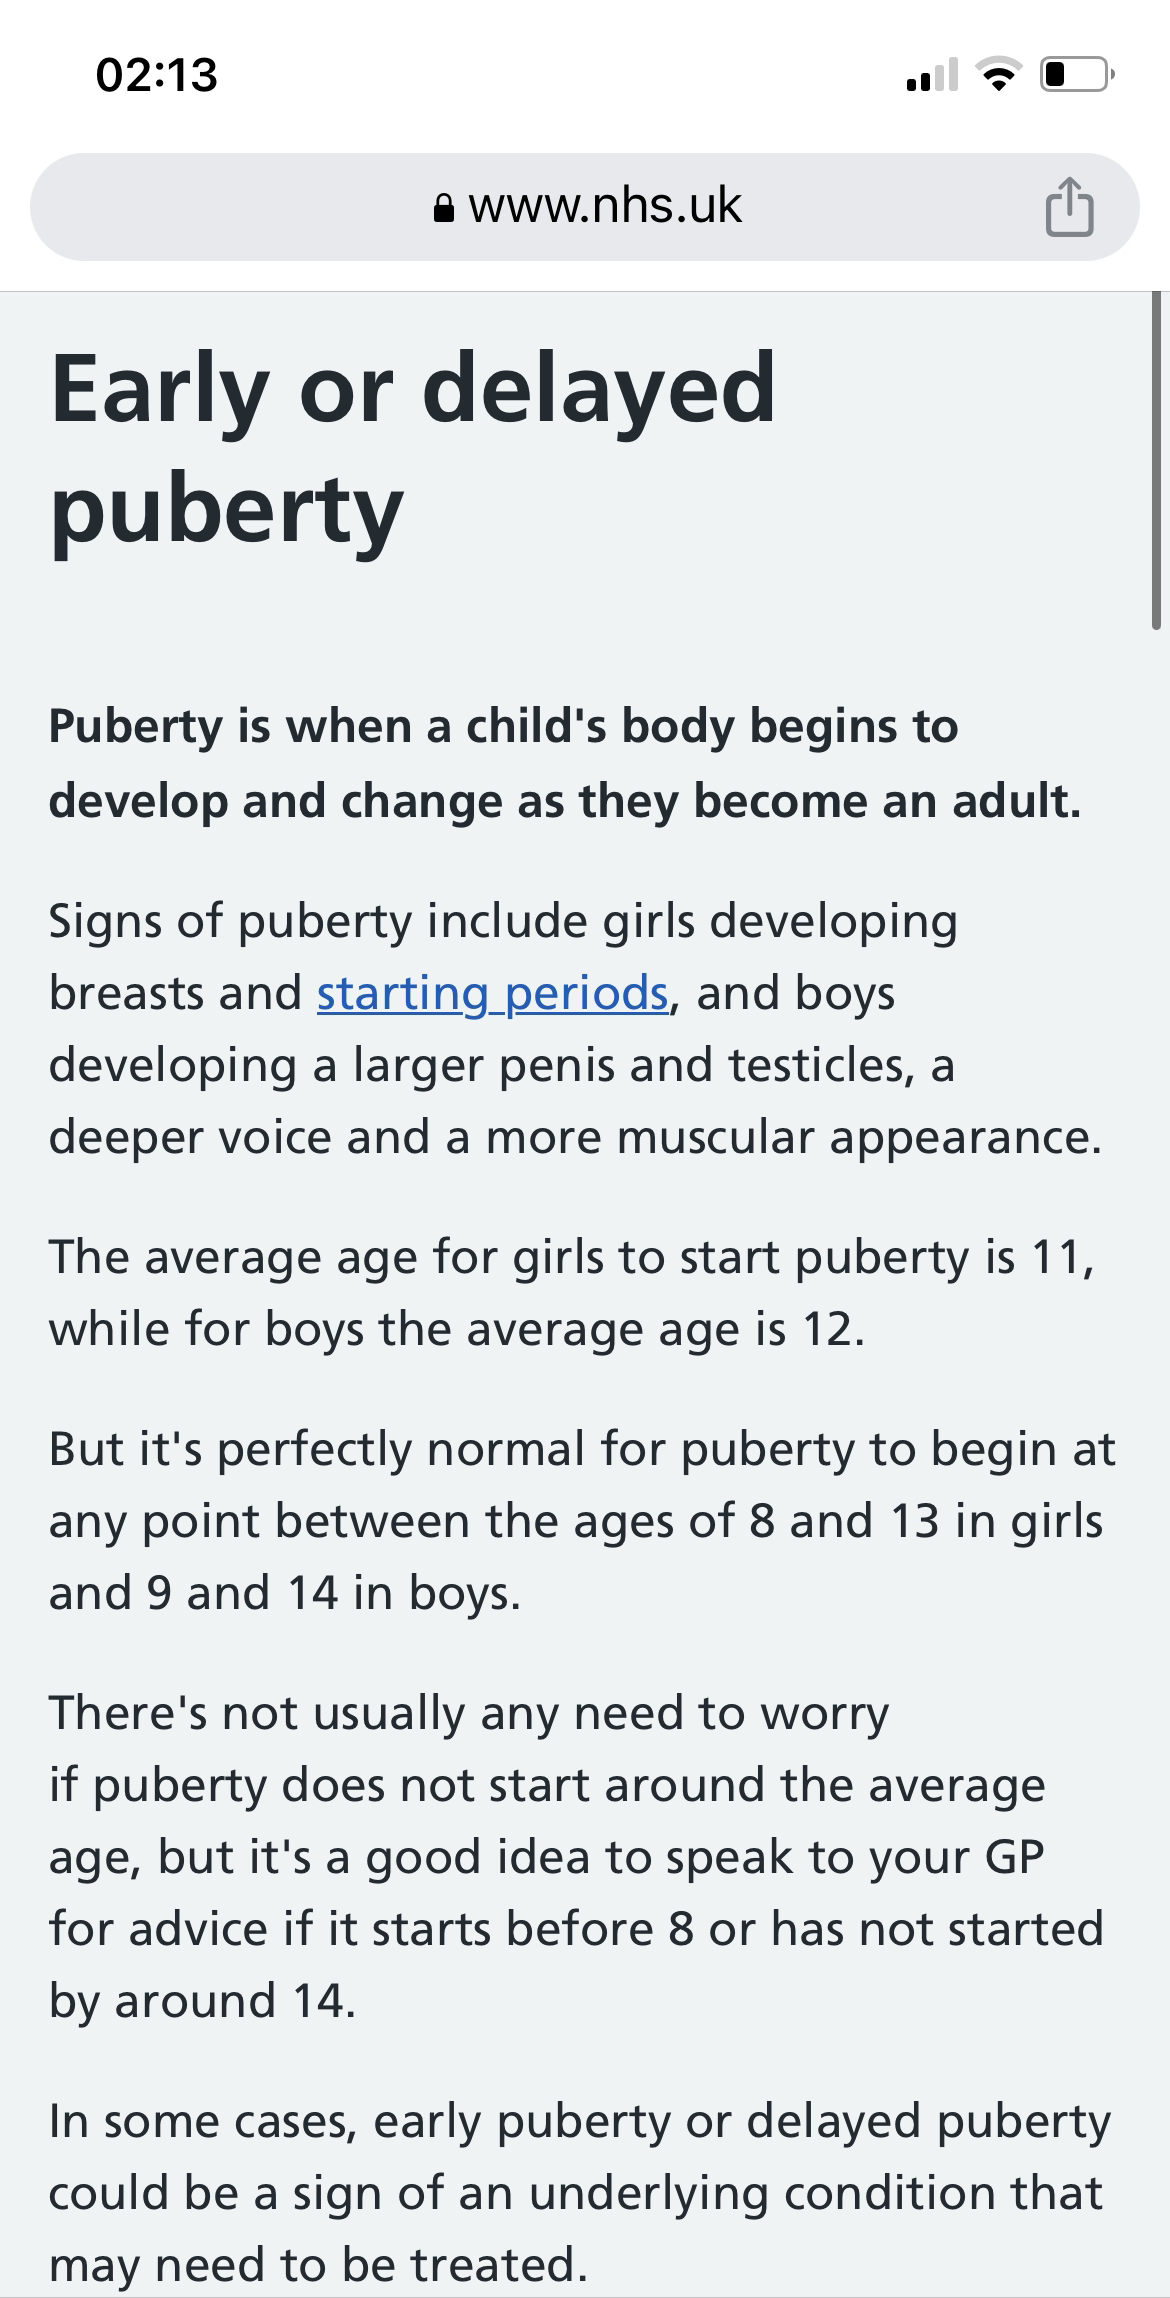 02:13
www.nhs.uk
Early or delayed
puberty
Puberty is when a child's body begins to
develop and change as they become an adult.
Signs of puberty include girls developing
breasts and starting periods, and boys
developing a larger penis and testicles, a
deeper voice and a more muscular appearance.
The average age for girls to start puberty is 11,
while for boys the average age is 12.
But it's perfectly normal for puberty to begin at
any point between the ages of 8 and 13 in girls
and 9 and 14 in boys.
There's not usually any need to worry
if puberty does not start around the average
age, but it's a good idea to speak to your GP
for advice if it starts before 8 or has not started
by around 14.
In some cases, early puberty or delayed puberty
could be a sign of an underlying condition that
may need to be treated.